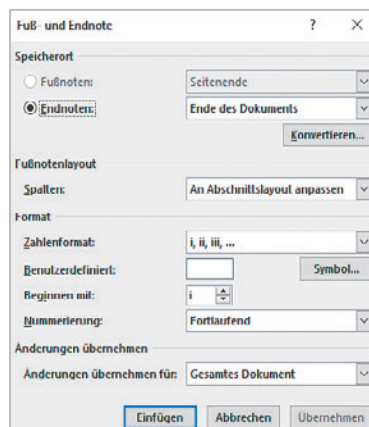 Fuß- und Endnote ? ×
Speicherort
Fußnoten: Seitenende
Endnoten: Ende des Dokuments
Konvertieren...
Fußnotenlayout
Spalten: An Abschnittslayout anpassen
Format
Zahlenformat: i, ii, iii, ...
Benutzerdefiniert: Symbol...
Beginnen mit: i
Nummerierung: Fortlaufend
Änderungen übernehmen
Änderungen übernehmen für: Gesamtes Dokument
Einfügen Abbrechen Übernehmen